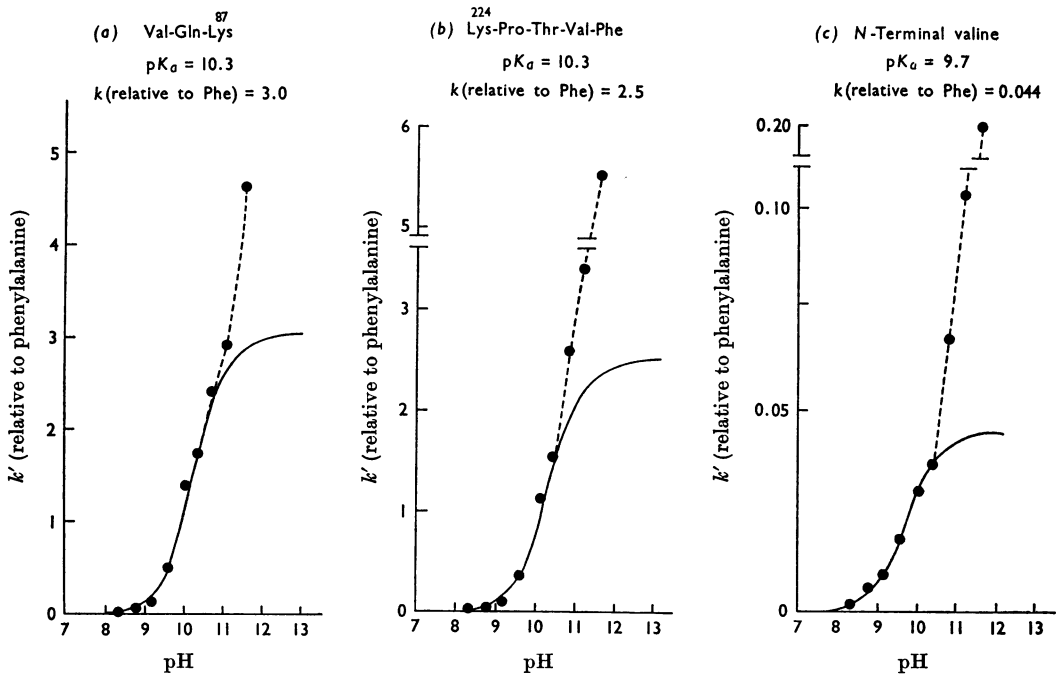 (a) Val-Gln-Lys⁸⁷
pKa = 10.3
k (relative to Phe) = 3.0
5
4
3
2
1
0
k′ (relative to phenylalanine)
7 8 9 10 11 12 13
pH
(b) ²²⁴Lys-Pro-Thr-Val-Phe
pKa = 10.3
k (relative to Phe) = 2.5
6
5
3
2
1
0
k′ (relative to phenylalanine)
7 8 9 10 11 12 13
pH
(c) N-Terminal valine
pKa = 9.7
k (relative to Phe) = 0.044
0.20
0.10
0.05
0
k′ (relative to phenylalanine)
7 8 9 10 11 12 13
pH